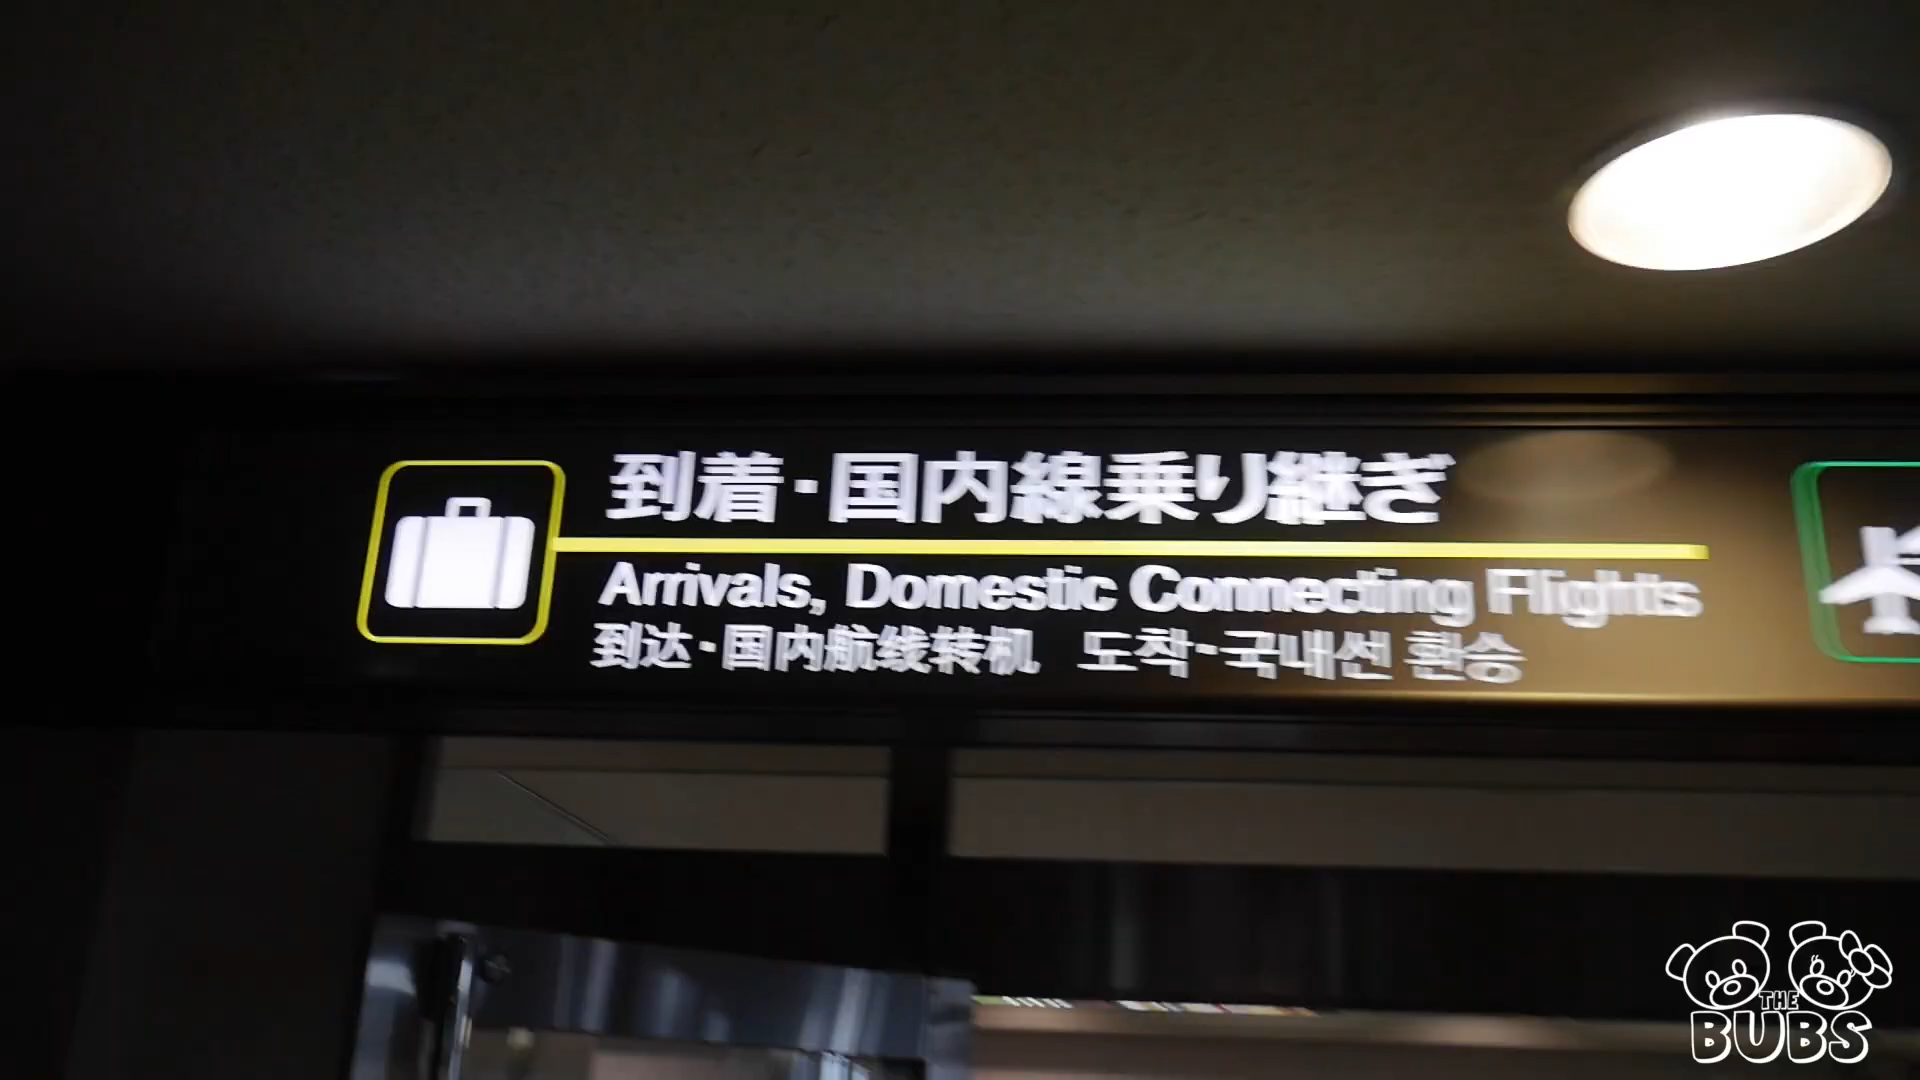 到着・国内線乗り継ぎ
Arrivals, Domestic Connecting Flights
到达・国内航线转机 도착・국내선 환승
THE
BUBS